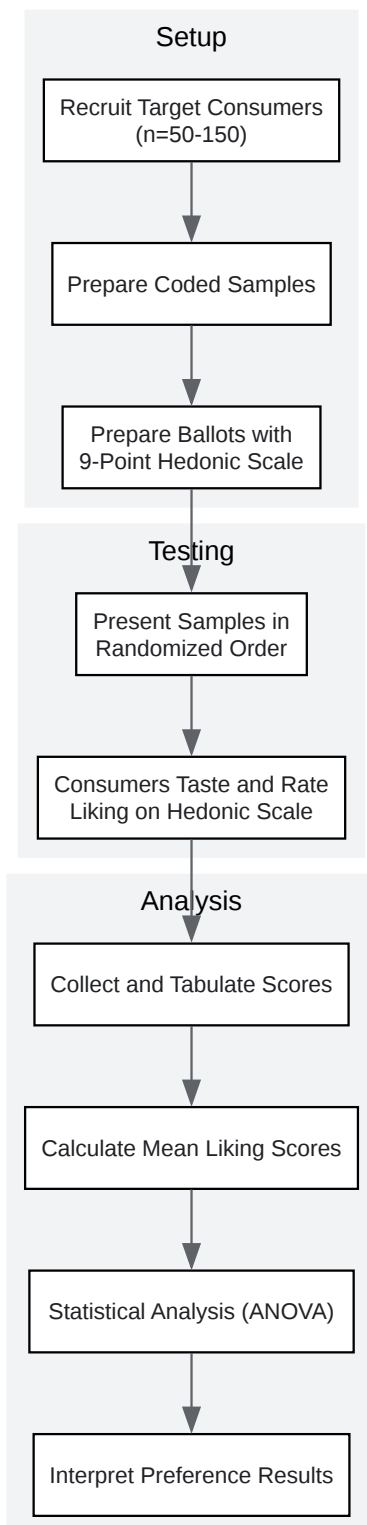 Setup
Recruit Target Consumers
(n=50-150)
Prepare Coded Samples
Prepare Ballots with
9-Point Hedonic Scale
Testing
Present Samples in
Randomized Order
Consumers Taste and Rate
Liking on Hedonic Scale
Analysis
Collect and Tabulate Scores
Calculate Mean Liking Scores
Statistical Analysis (ANOVA)
Interpret Preference Results